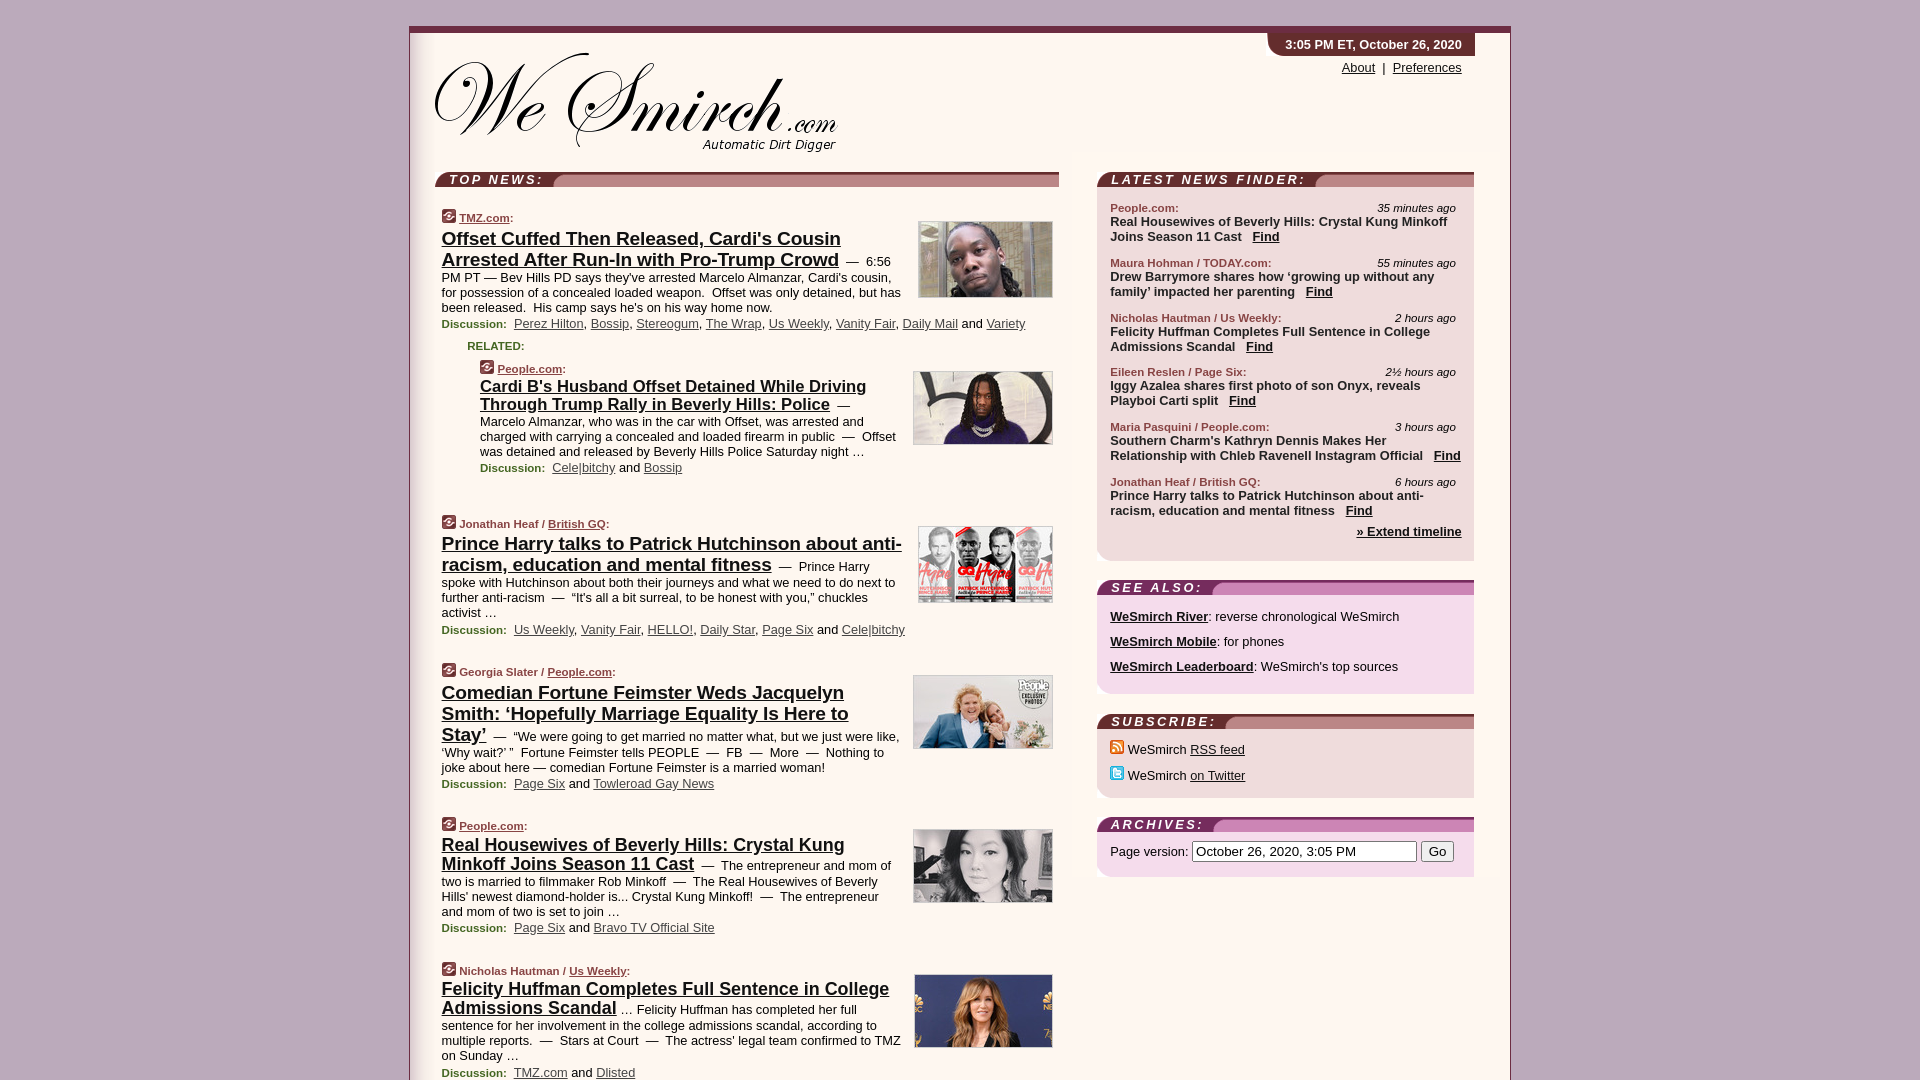 3:05 PM ET, October 26, 2020
About | Preferences
We Smirch .com
Automatic Dirt Digger
TOP NEWS:
TMZ.com:
Offset Cuffed Then Released, Cardi's Cousin
Arrested After Run-In with Pro-Trump Crowd — 6:56
PM PT — Bev Hills PD says they've arrested Marcelo Almanzar, Cardi's cousin,
for possession of a concealed loaded weapon. Offset was only detained, but has
been released. His camp says he's on his way home now.
Discussion: Perez Hilton, Bossip, Stereogum, The Wrap, Us Weekly, Vanity Fair, Daily Mail and Variety
RELATED:
People.com:
Cardi B's Husband Offset Detained While Driving
Through Trump Rally in Beverly Hills: Police —
Marcelo Almanzar, who was in the car with Offset, was arrested and
charged with carrying a concealed and loaded firearm in public — Offset
was detained and released by Beverly Hills Police Saturday night …
Discussion: Cele|bitchy and Bossip
Jonathan Heaf / British GQ:
Prince Harry talks to Patrick Hutchinson about anti-
racism, education and mental fitness — Prince Harry
spoke with Hutchinson about both their journeys and what we need to do next to
further anti-racism — “It's all a bit surreal, to be honest with you,” chuckles
activist …
Discussion: Us Weekly, Vanity Fair, HELLO!, Daily Star, Page Six and Cele|bitchy
GQ Hype
PATRICK HUTCHINSON
PRINCE HARRY
Georgia Slater / People.com:
Comedian Fortune Feimster Weds Jacquelyn
Smith: ‘Hopefully Marriage Equality Is Here to
Stay’ — “We were going to get married no matter what, but we just were like,
‘Why wait?’ ” Fortune Feimster tells PEOPLE — FB — More — Nothing to
joke about here — comedian Fortune Feimster is a married woman!
Discussion: Page Six and Towleroad Gay News
People
EXCLUSIVE
PHOTOS
People.com:
Real Housewives of Beverly Hills: Crystal Kung
Minkoff Joins Season 11 Cast — The entrepreneur and mom of
two is married to filmmaker Rob Minkoff — The Real Housewives of Beverly
Hills' newest diamond-holder is... Crystal Kung Minkoff! — The entrepreneur
and mom of two is set to join …
Discussion: Page Six and Bravo TV Official Site
Nicholas Hautman / Us Weekly:
Felicity Huffman Completes Full Sentence in College
Admissions Scandal … Felicity Huffman has completed her full
sentence for her involvement in the college admissions scandal, according to
multiple reports. — Stars at Court — The actress' legal team confirmed to TMZ
on Sunday …
Discussion: TMZ.com and Dlisted
LATEST NEWS FINDER:
People.com: 35 minutes ago
Real Housewives of Beverly Hills: Crystal Kung Minkoff
Joins Season 11 Cast Find
Maura Hohman / TODAY.com: 55 minutes ago
Drew Barrymore shares how ‘growing up without any
family’ impacted her parenting Find
Nicholas Hautman / Us Weekly: 2 hours ago
Felicity Huffman Completes Full Sentence in College
Admissions Scandal Find
Eileen Reslen / Page Six: 2½ hours ago
Iggy Azalea shares first photo of son Onyx, reveals
Playboi Carti split Find
Maria Pasquini / People.com: 3 hours ago
Southern Charm's Kathryn Dennis Makes Her
Relationship with Chleb Ravenell Instagram Official Find
Jonathan Heaf / British GQ: 6 hours ago
Prince Harry talks to Patrick Hutchinson about anti-
racism, education and mental fitness Find
» Extend timeline
SEE ALSO:
WeSmirch River: reverse chronological WeSmirch
WeSmirch Mobile: for phones
WeSmirch Leaderboard: WeSmirch's top sources
SUBSCRIBE:
WeSmirch RSS feed
WeSmirch on Twitter
ARCHIVES:
Page version: October 26, 2020, 3:05 PM Go